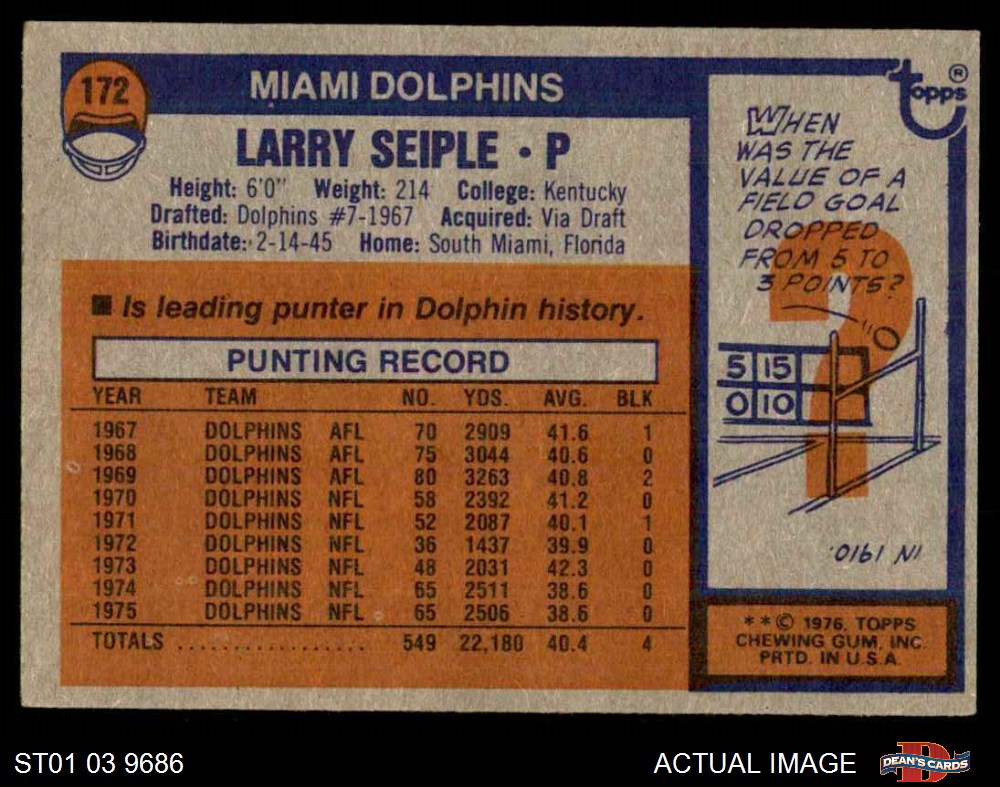 172
MIAMI DOLPHINS
LARRY SEIPLE • P
Height: 6'0" Weight: 214 College: Kentucky
Drafted: Dolphins #7-1967 Acquired: Via Draft
Birthdate: 2-14-45 Home: South Miami, Florida
■ Is leading punter in Dolphin history.
PUNTING RECORD
YEAR TEAM NO. YDS. AVG. BLK
1967 DOLPHINS AFL 70 2909 41.6 1
1968 DOLPHINS AFL 75 3044 40.6 0
1969 DOLPHINS AFL 80 3263 40.8 2
1970 DOLPHINS NFL 58 2392 41.2 0
1971 DOLPHINS NFL 52 2087 40.1 1
1972 DOLPHINS NFL 36 1437 39.9 0
1973 DOLPHINS NFL 48 2031 42.3 0
1974 DOLPHINS NFL 65 2511 38.6 0
1975 DOLPHINS NFL 65 2506 38.6 0
TOTALS .................. 549 22,180 40.4 4
topps ®
WHEN
WAS THE
VALUE OF A
FIELD GOAL
DROPPED
FROM 5 TO
3 POINTS?
?
5 15
0 10
IN 1910.
* * © 1976, TOPPS
CHEWING GUM, INC.
PRTD. IN U.S.A.
ST01 03 9686
ACTUAL IMAGE
D
DEAN'S CARDS